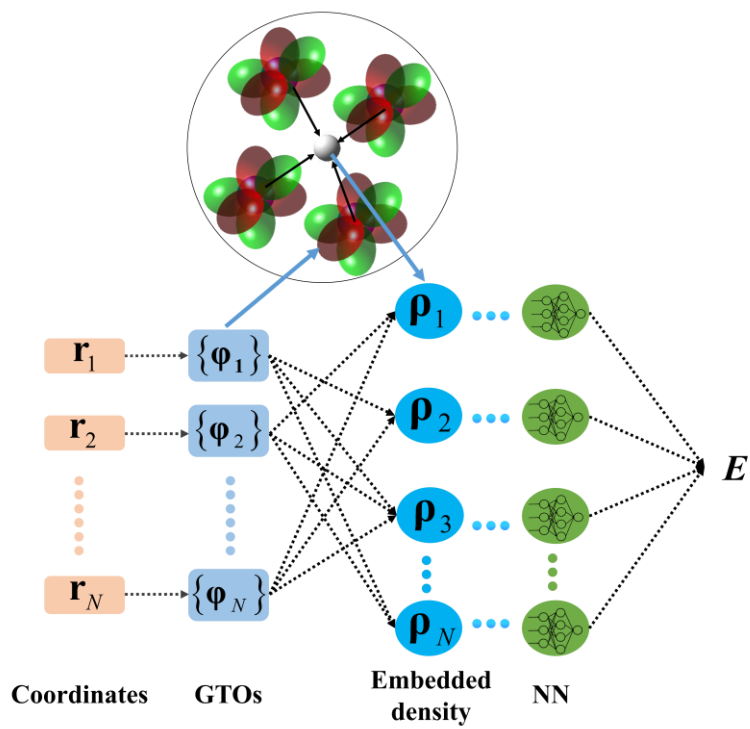 ρ1
r1 {φ1}
r2 {φ2} ρ2
E
ρ3
rN {φN} ρN
Coordinates GTOs Embedded density NN